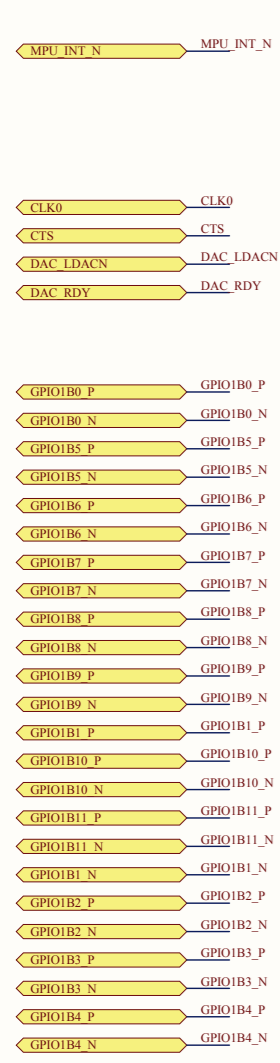 MPU_INT_N MPU_INT_N
CLK0 CLK0
CTS CTS
DAC_LDACN DAC_LDACN
DAC_RDY DAC_RDY
GPIO1B0_P GPIO1B0_P
GPIO1B0_N GPIO1B0_N
GPIO1B5_P GPIO1B5_P
GPIO1B5_N GPIO1B5_N
GPIO1B6_P GPIO1B6_P
GPIO1B6_N GPIO1B6_N
GPIO1B7_P GPIO1B7_P
GPIO1B7_N GPIO1B7_N
GPIO1B8_P GPIO1B8_P
GPIO1B8_N GPIO1B8_N
GPIO1B9_P GPIO1B9_P
GPIO1B9_N GPIO1B9_N
GPIO1B1_P GPIO1B1_P
GPIO1B10_P GPIO1B10_P
GPIO1B10_N GPIO1B10_N
GPIO1B11_P GPIO1B11_P
GPIO1B11_N GPIO1B11_N
GPIO1B1_N GPIO1B1_N
GPIO1B2_P GPIO1B2_P
GPIO1B2_N GPIO1B2_N
GPIO1B3_P GPIO1B3_P
GPIO1B3_N GPIO1B3_N
GPIO1B4_P GPIO1B4_P
GPIO1B4_N GPIO1B4_N